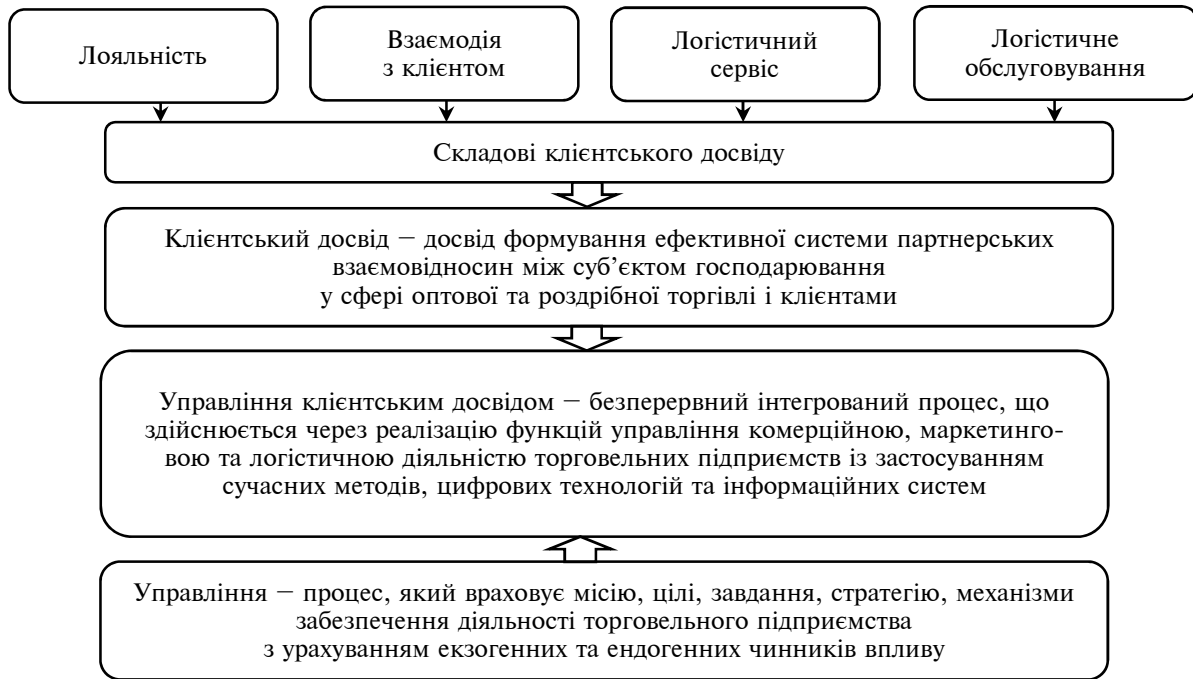 Лояльність
Взаємодія
з клієнтом
Логістичний
сервіс
Логістичне
обслуговування
Складові клієнтського досвіду
Клієнтський досвід − досвід формування ефективної системи партнерських
взаємовідносин між суб’єктом господарювання
у сфері оптової та роздрібної торгівлі і клієнтами
Управління клієнтським досвідом − безперервний інтегрований процес, що
здійснюється через реалізацію функцій управління комерційною, маркетинго-
вою та логістичною діяльністю торговельних підприємств із застосуванням
сучасних методів, цифрових технологій та інформаційних систем
Управління − процес, який враховує місію, цілі, завдання, стратегію, механізми
забезпечення діяльності торговельного підприємства
з урахуванням екзогенних та ендогенних чинників впливу